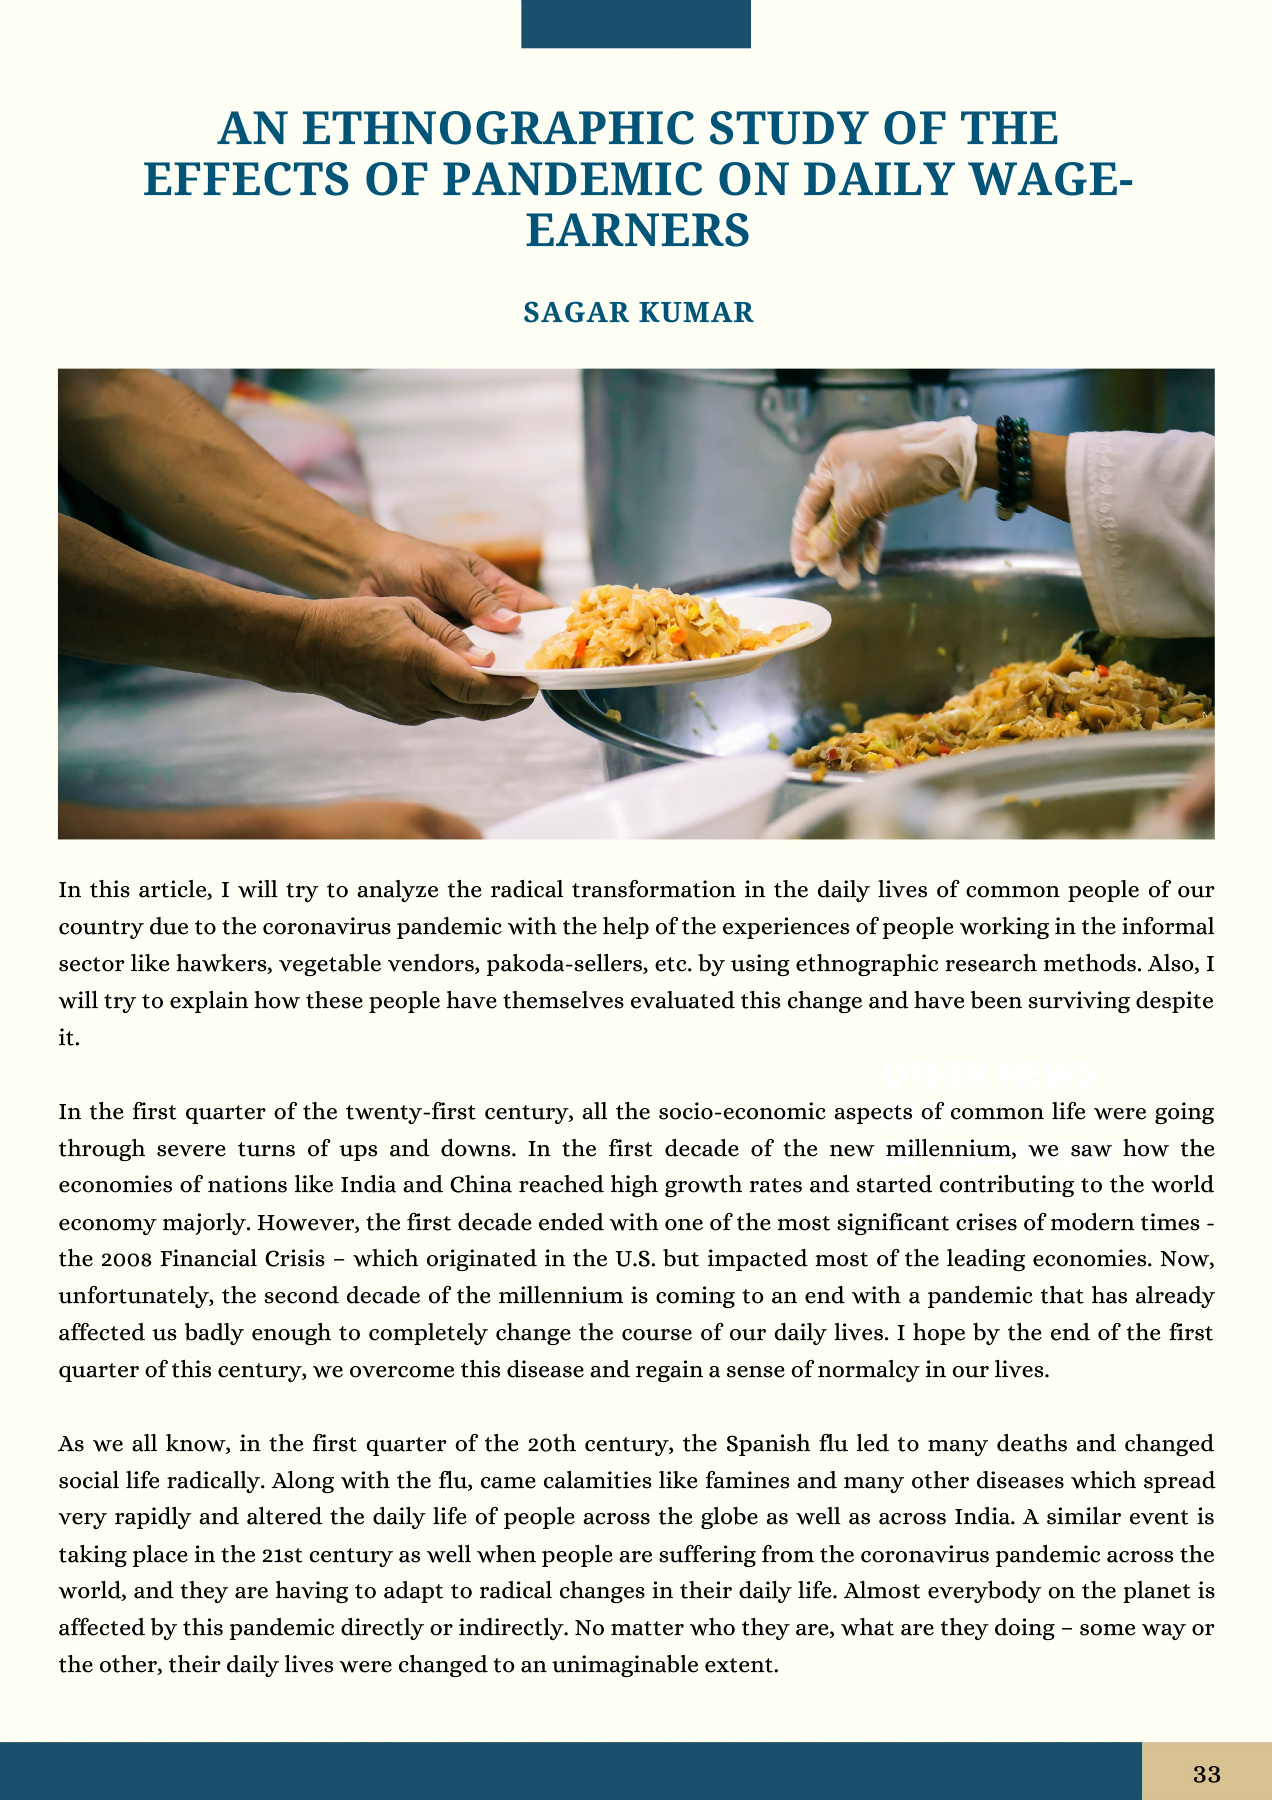 AN ETHNOGRAPHIC STUDY OF THE
EFFECTS OF PANDEMIC ON DAILY WAGE-
EARNERS
SAGAR KUMAR
In this article, I will try to analyze the radical transformation in the daily lives of common people of our
country due to the coronavirus pandemic with the help of the experiences of people working in the informal
sector like hawkers, vegetable vendors, pakoda-sellers, etc. by using ethnographic research methods. Also, I
will try to explain how these people have themselves evaluated this change and have been surviving despite
it.
OTHER NEWS
In the first quarter of the twenty-first century, all the socio-economic aspects of common life were going
through severe turns of ups and downs. In the first decade of the new millennium, we saw how the
economies of nations like India and China reached high growth rates and started contributing to the world
economy majorly. However, the first decade ended with one of the most significant crises of modern times -
the 2008 Financial Crisis – which originated in the U.S. but impacted most of the leading economies. Now,
unfortunately, the second decade of the millennium is coming to an end with a pandemic that has already
affected us badly enough to completely change the course of our daily lives. I hope by the end of the first
quarter of this century, we overcome this disease and regain a sense of normalcy in our lives.
As we all know, in the first quarter of the 20th century, the Spanish flu led to many deaths and changed
social life radically. Along with the flu, came calamities like famines and many other diseases which spread
very rapidly and altered the daily life of people across the globe as well as across India. A similar event is
taking place in the 21st century as well when people are suffering from the coronavirus pandemic across the
world, and they are having to adapt to radical changes in their daily life. Almost everybody on the planet is
affected by this pandemic directly or indirectly. No matter who they are, what are they doing – some way or
the other, their daily lives were changed to an unimaginable extent.
33